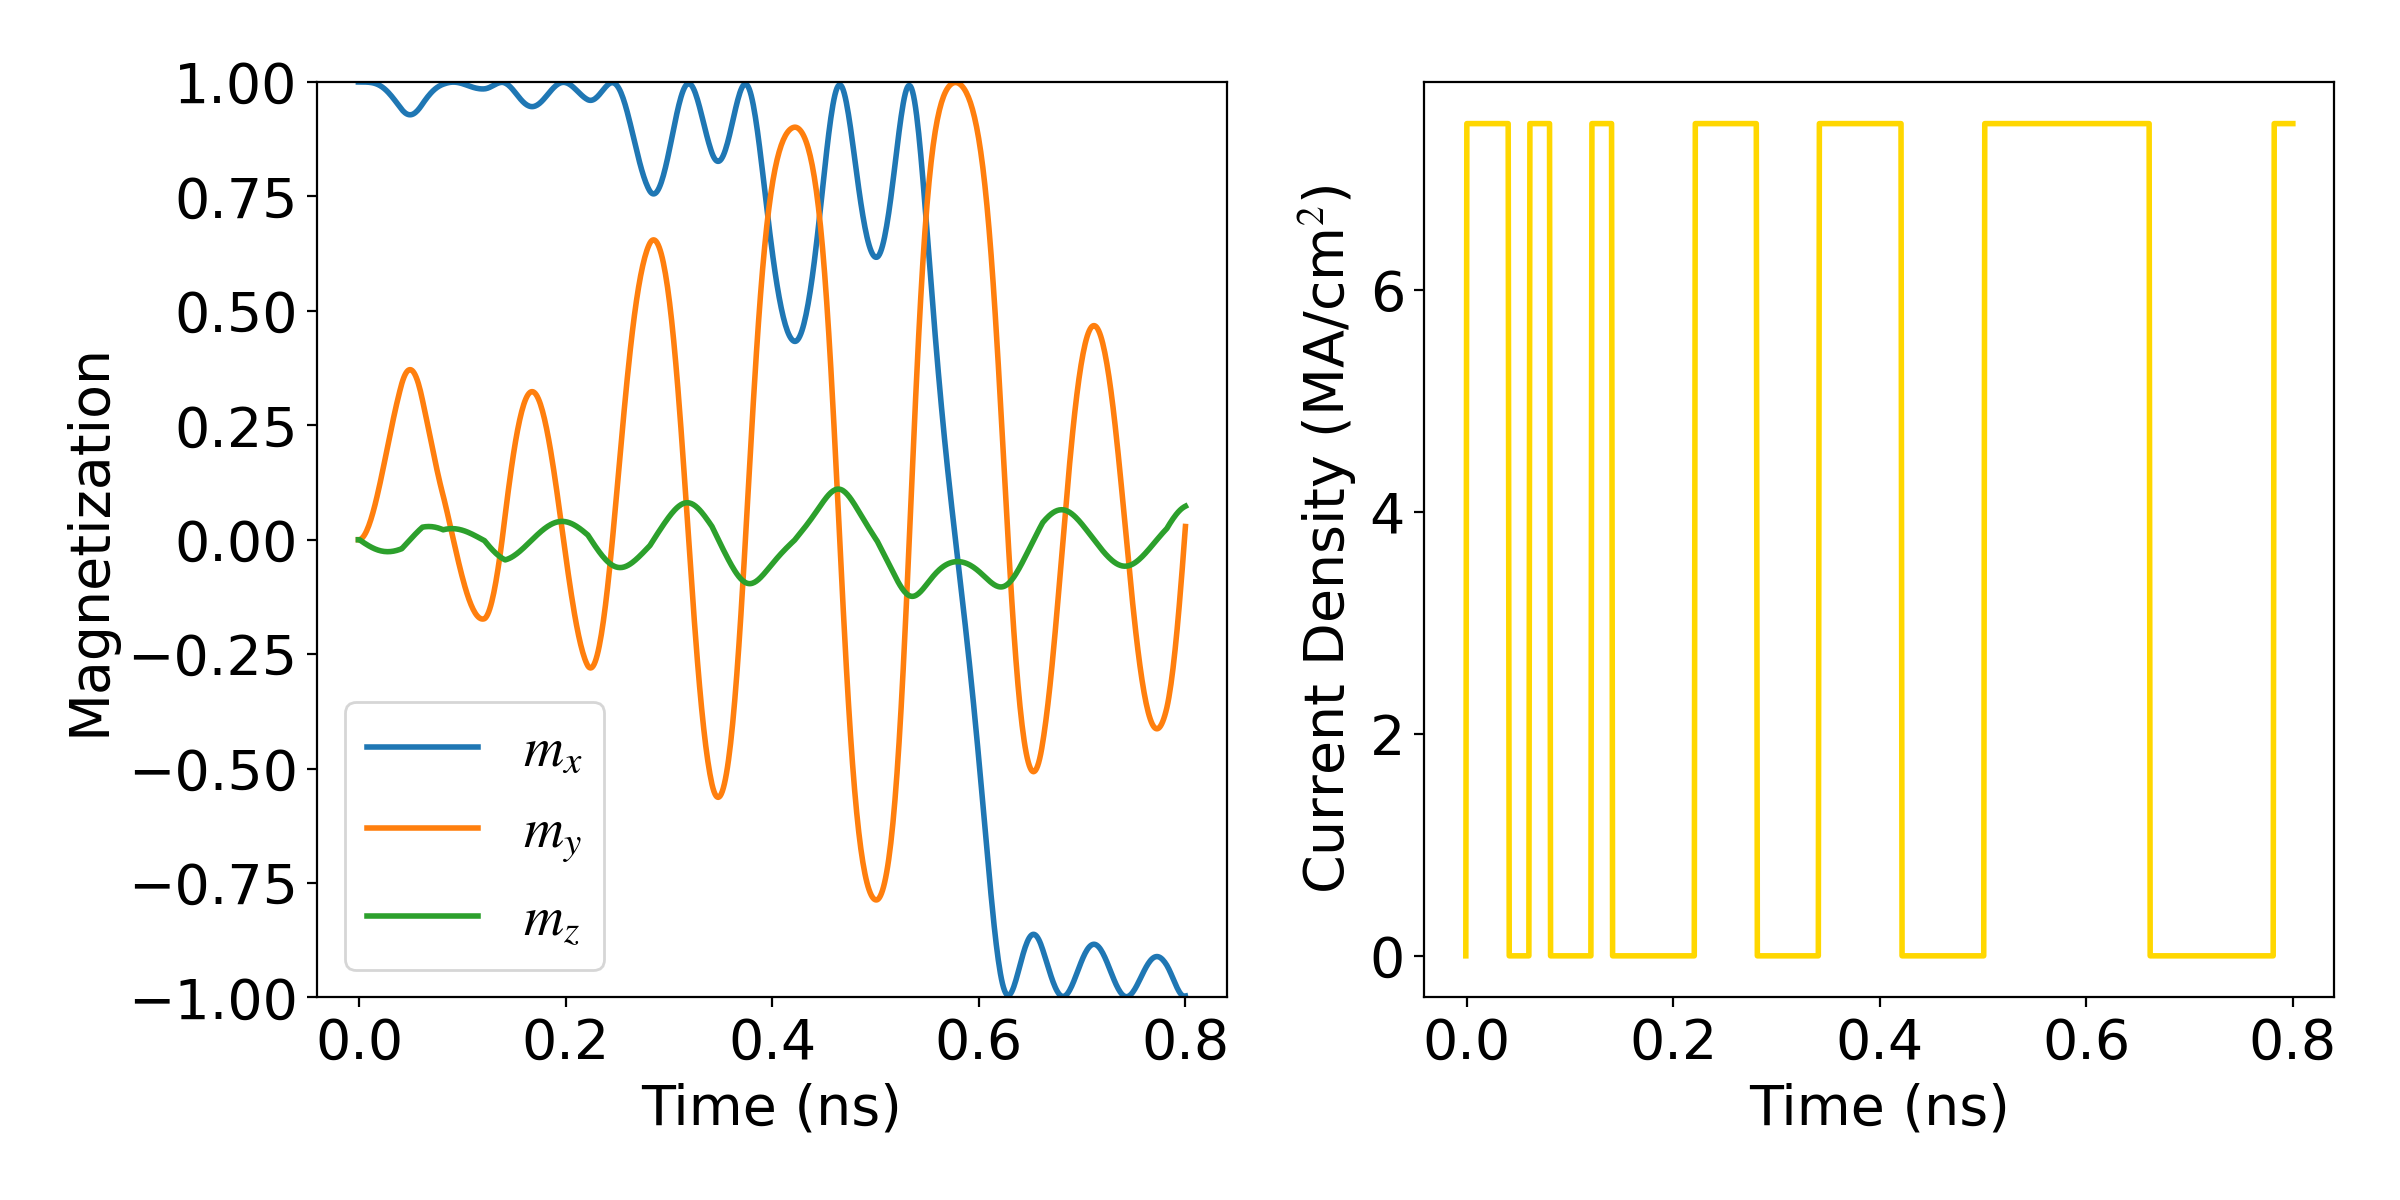 1.00
0.75
0.50
0.25
0.00
−0.25
−0.50
−0.75
−1.00
Magnetization
m_x
m_y
m_z
0.0 0.2 0.4 0.6 0.8
Time (ns)
6
4
2
0
Current Density (MA/cm²)
0.0 0.2 0.4 0.6 0.8
Time (ns)